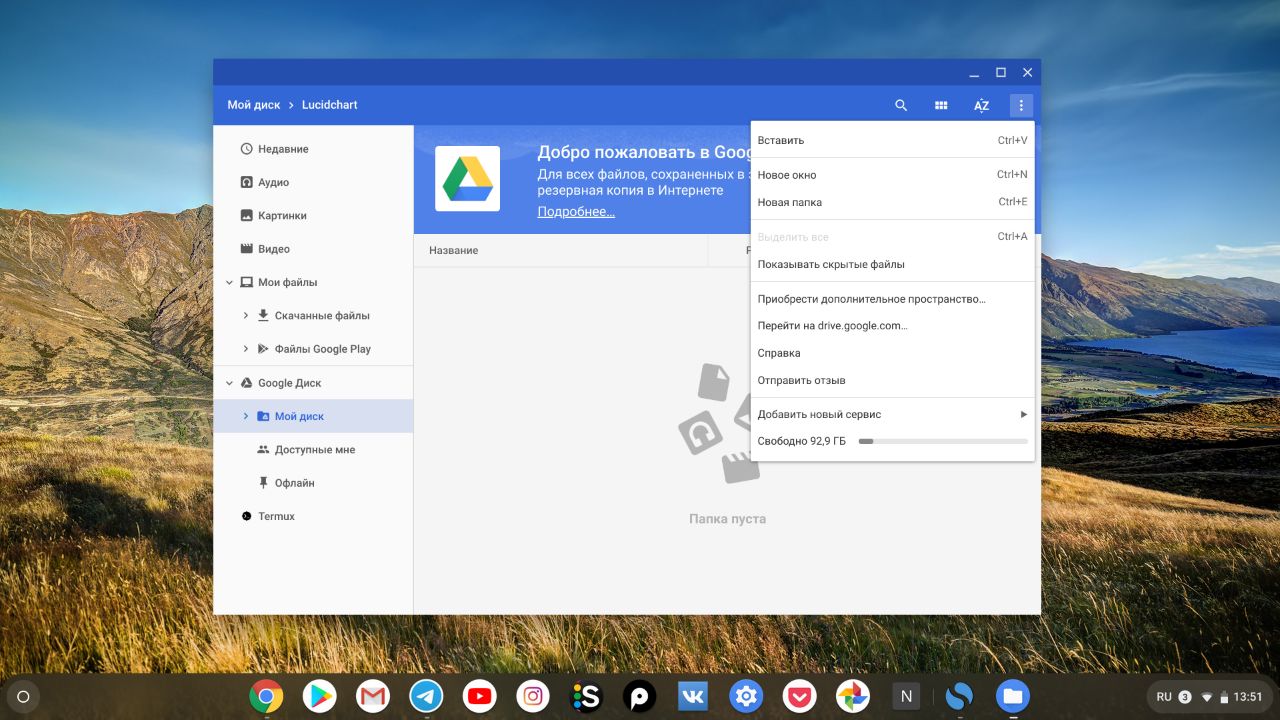 Мой диск > Lucidchart
AZ
Недавние
Аудио
Картинки
Видео
Мои файлы
Скачанные файлы
Файлы Google Play
Google Диск
Мой диск
Доступные мне
Офлайн
Termux
Добро пожаловать в
Для всех файлов, сохраненных в
резервная копия в Интернете
Подробнее...
Название
Папка пуста
Вставить Ctrl+V
Новое окно Ctrl+N
Новая папка Ctrl+E
Выделить все Ctrl+A
Показывать скрытые файлы
Приобрести дополнительное пространство...
Перейти на drive.google.com...
Справка
Отправить отзыв
Добавить новый сервис
Свободно 92,9 ГБ
S
N
RU 3 13:51